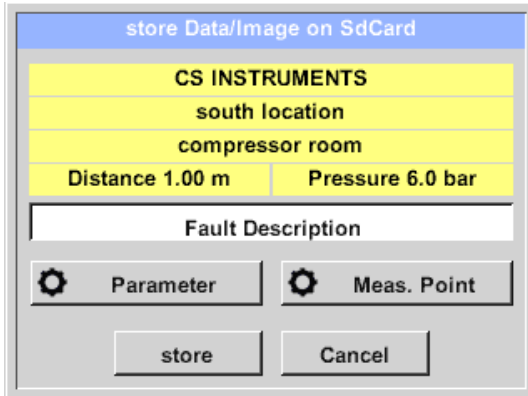 store Data/Image on SdCard
CS INSTRUMENTS
south location
compressor room
Distance 1.00 m Pressure 6.0 bar
Fault Description
Parameter Meas. Point
store Cancel